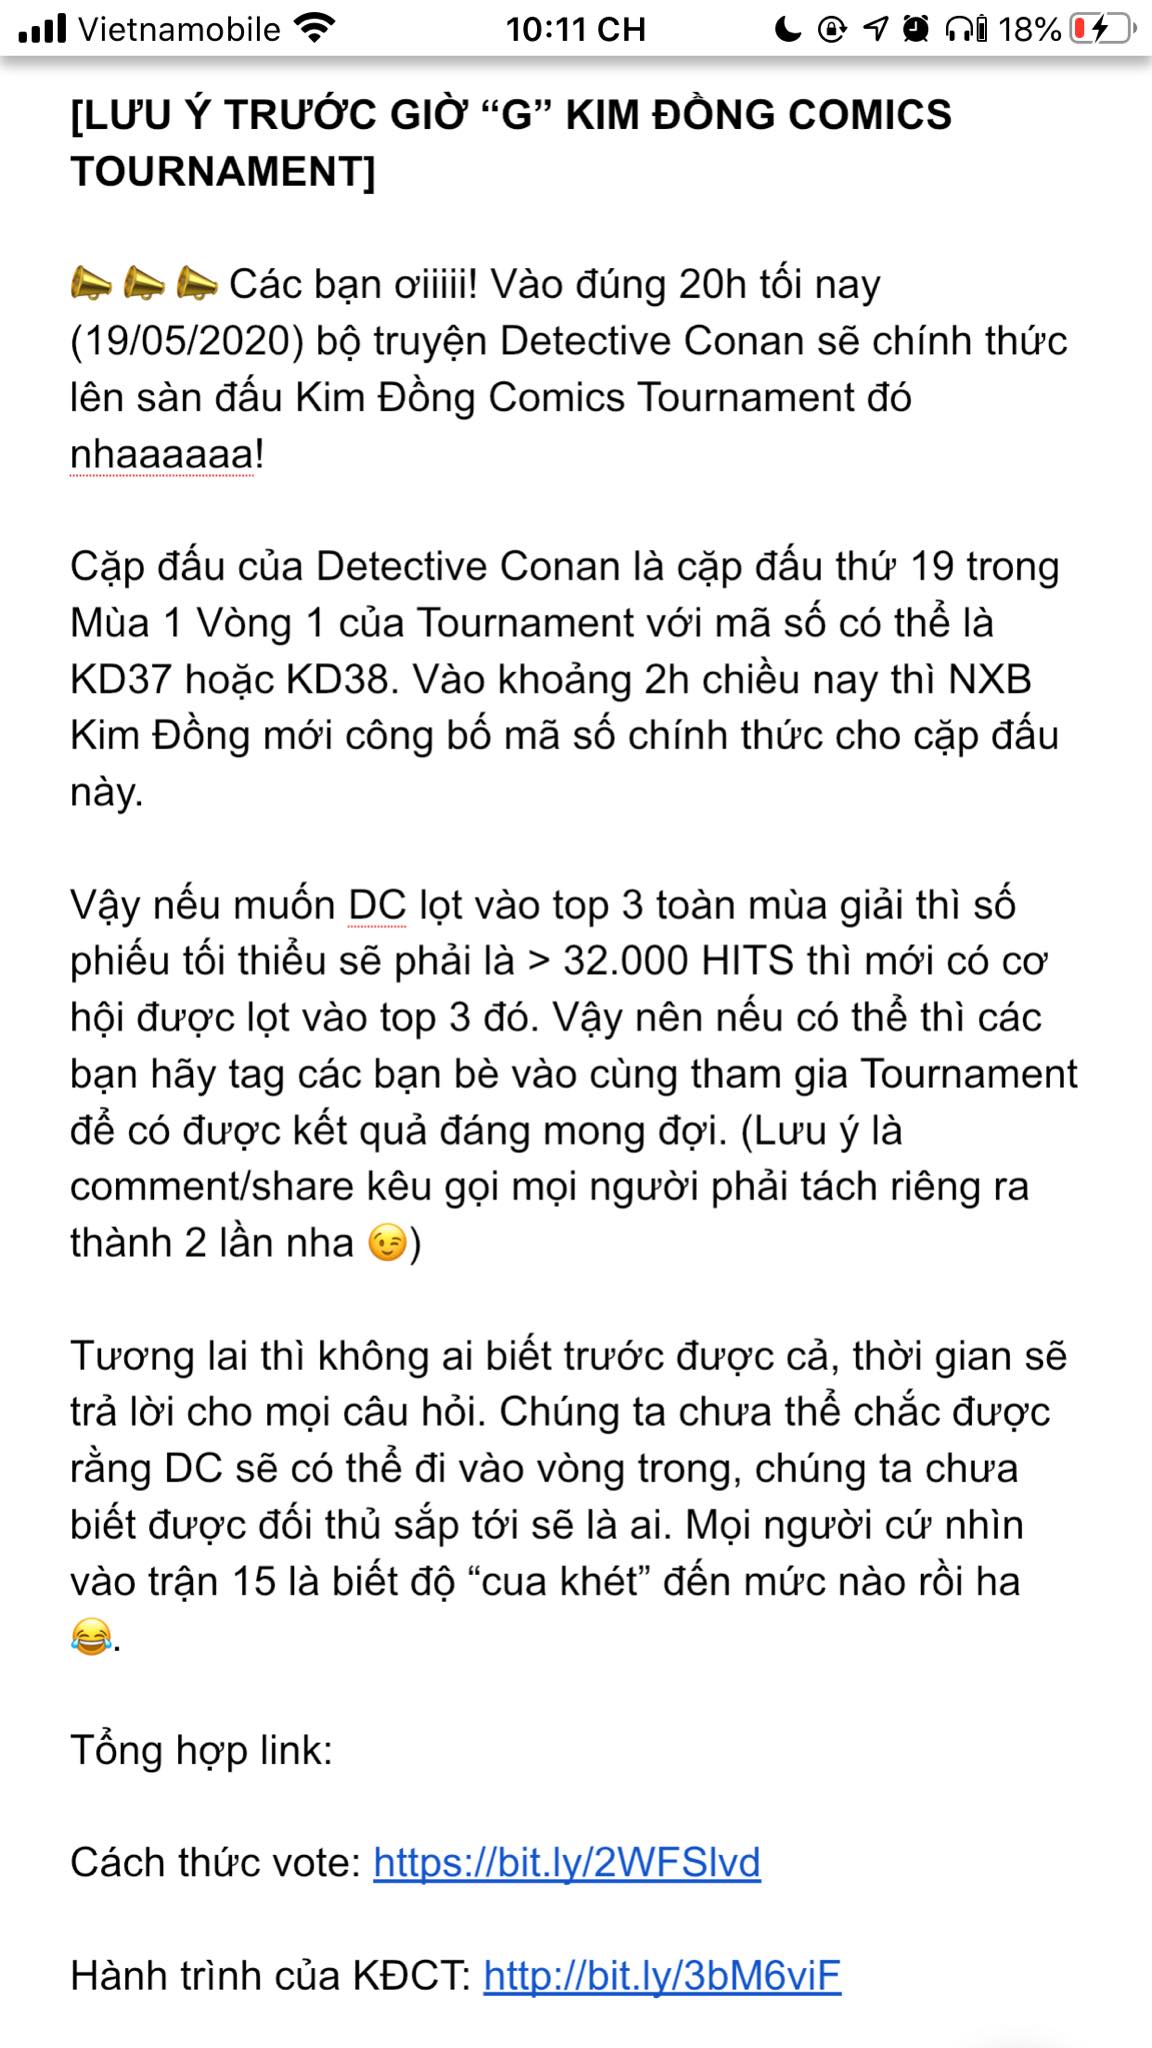 Vietnamobile 10:11 CH 18%
[LƯU Ý TRƯỚC GIỜ “G” KIM ĐỒNG COMICS
TOURNAMENT]
📣📣📣 Các bạn ơiiiii! Vào đúng 20h tối nay
(19/05/2020) bộ truyện Detective Conan sẽ chính thức
lên sàn đấu Kim Đồng Comics Tournament đó
nhaaaaaa!
Cặp đấu của Detective Conan là cặp đấu thứ 19 trong
Mùa 1 Vòng 1 của Tournament với mã số có thể là
KD37 hoặc KD38. Vào khoảng 2h chiều nay thì NXB
Kim Đồng mới công bố mã số chính thức cho cặp đấu
này.
Vậy nếu muốn DC lọt vào top 3 toàn mùa giải thì số
phiếu tối thiểu sẽ phải là > 32.000 HITS thì mới có cơ
hội được lọt vào top 3 đó. Vậy nên nếu có thể thì các
bạn hãy tag các bạn bè vào cùng tham gia Tournament
để có được kết quả đáng mong đợi. (Lưu ý là
comment/share kêu gọi mọi người phải tách riêng ra
thành 2 lần nha 😉)
Tương lai thì không ai biết trước được cả, thời gian sẽ
trả lời cho mọi câu hỏi. Chúng ta chưa thể chắc được
rằng DC sẽ có thể đi vào vòng trong, chúng ta chưa
biết được đối thủ sắp tới sẽ là ai. Mọi người cứ nhìn
vào trận 15 là biết độ “cua khét” đến mức nào rồi ha
😂.
Tổng hợp link:
Cách thức vote: https://bit.ly/2WFSlvd
Hành trình của KĐCT: http://bit.ly/3bM6viF